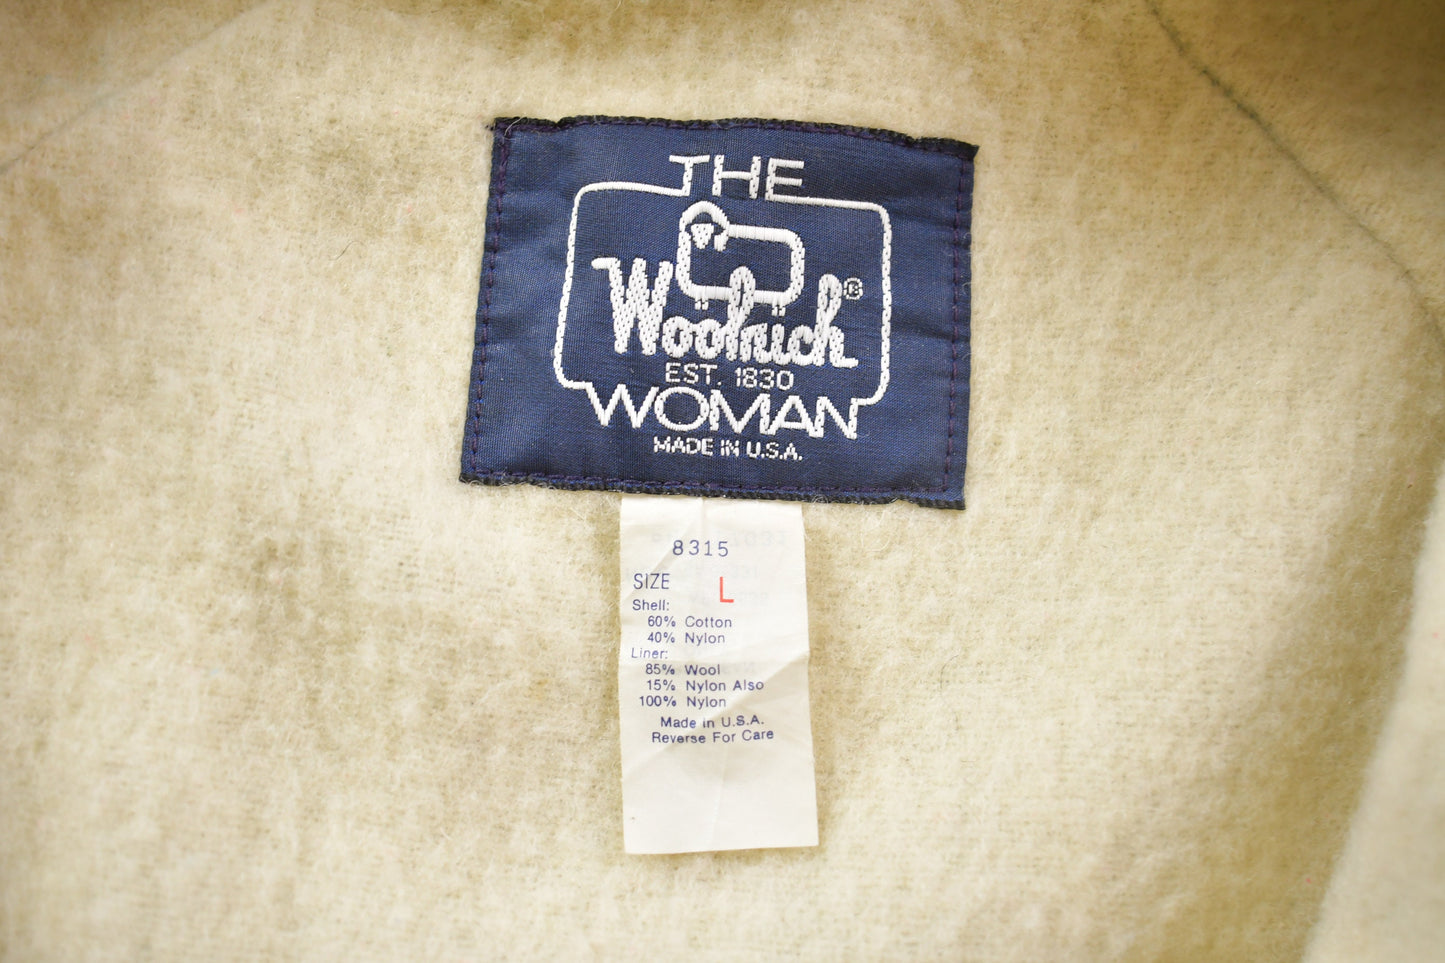 THE
Woolrich®
EST. 1830
WOMAN
MADE IN U.S.A.
8315
SIZE L
Shell:
60% Cotton
40% Nylon
Liner:
85% Wool
15% Nylon Also
100% Nylon
Made in U.S.A.
Reverse For Care